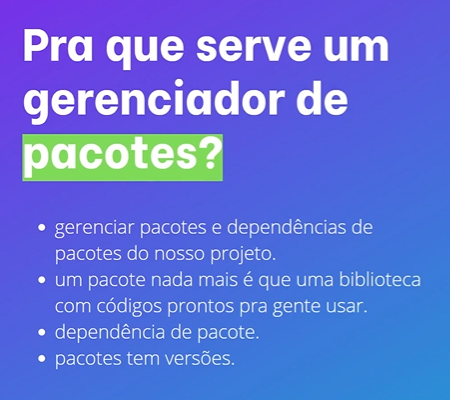 Pra que serve um
gerenciador de
pacotes?
• gerenciar pacotes e dependências de
pacotes do nosso projeto.
• um pacote nada mais é que uma biblioteca
com códigos prontos pra gente usar.
• dependência de pacote.
• pacotes tem versões.